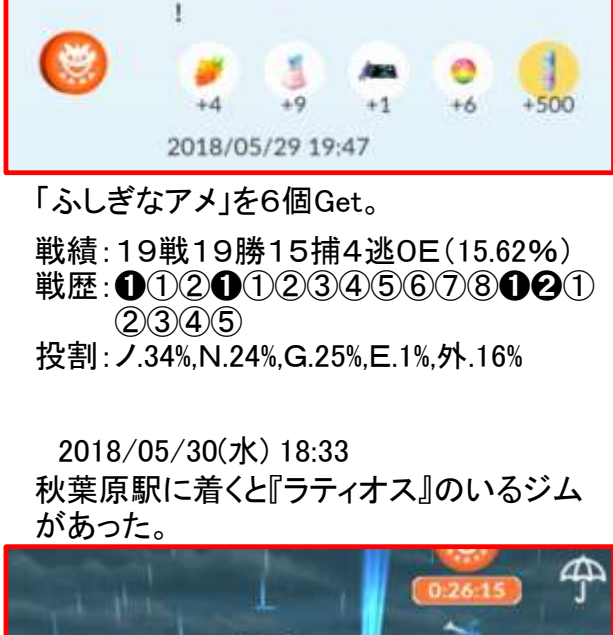 !
+4 +9 +1 +6 +500
2018/05/29 19:47
「ふしぎなアメ」を6個Get。
戦績:19戦19勝15捕4逃0E(15.62%)
戦歴:❶①②❶①②③④⑤⑥⑦⑧❶❷①
②③④⑤
投割:ノ.34%,N.24%,G.25%,E.1%,外.16%
2018/05/30(水) 18:33
秋葉原駅に着くと『ラティオス』のいるジム
があった。
0:26:15